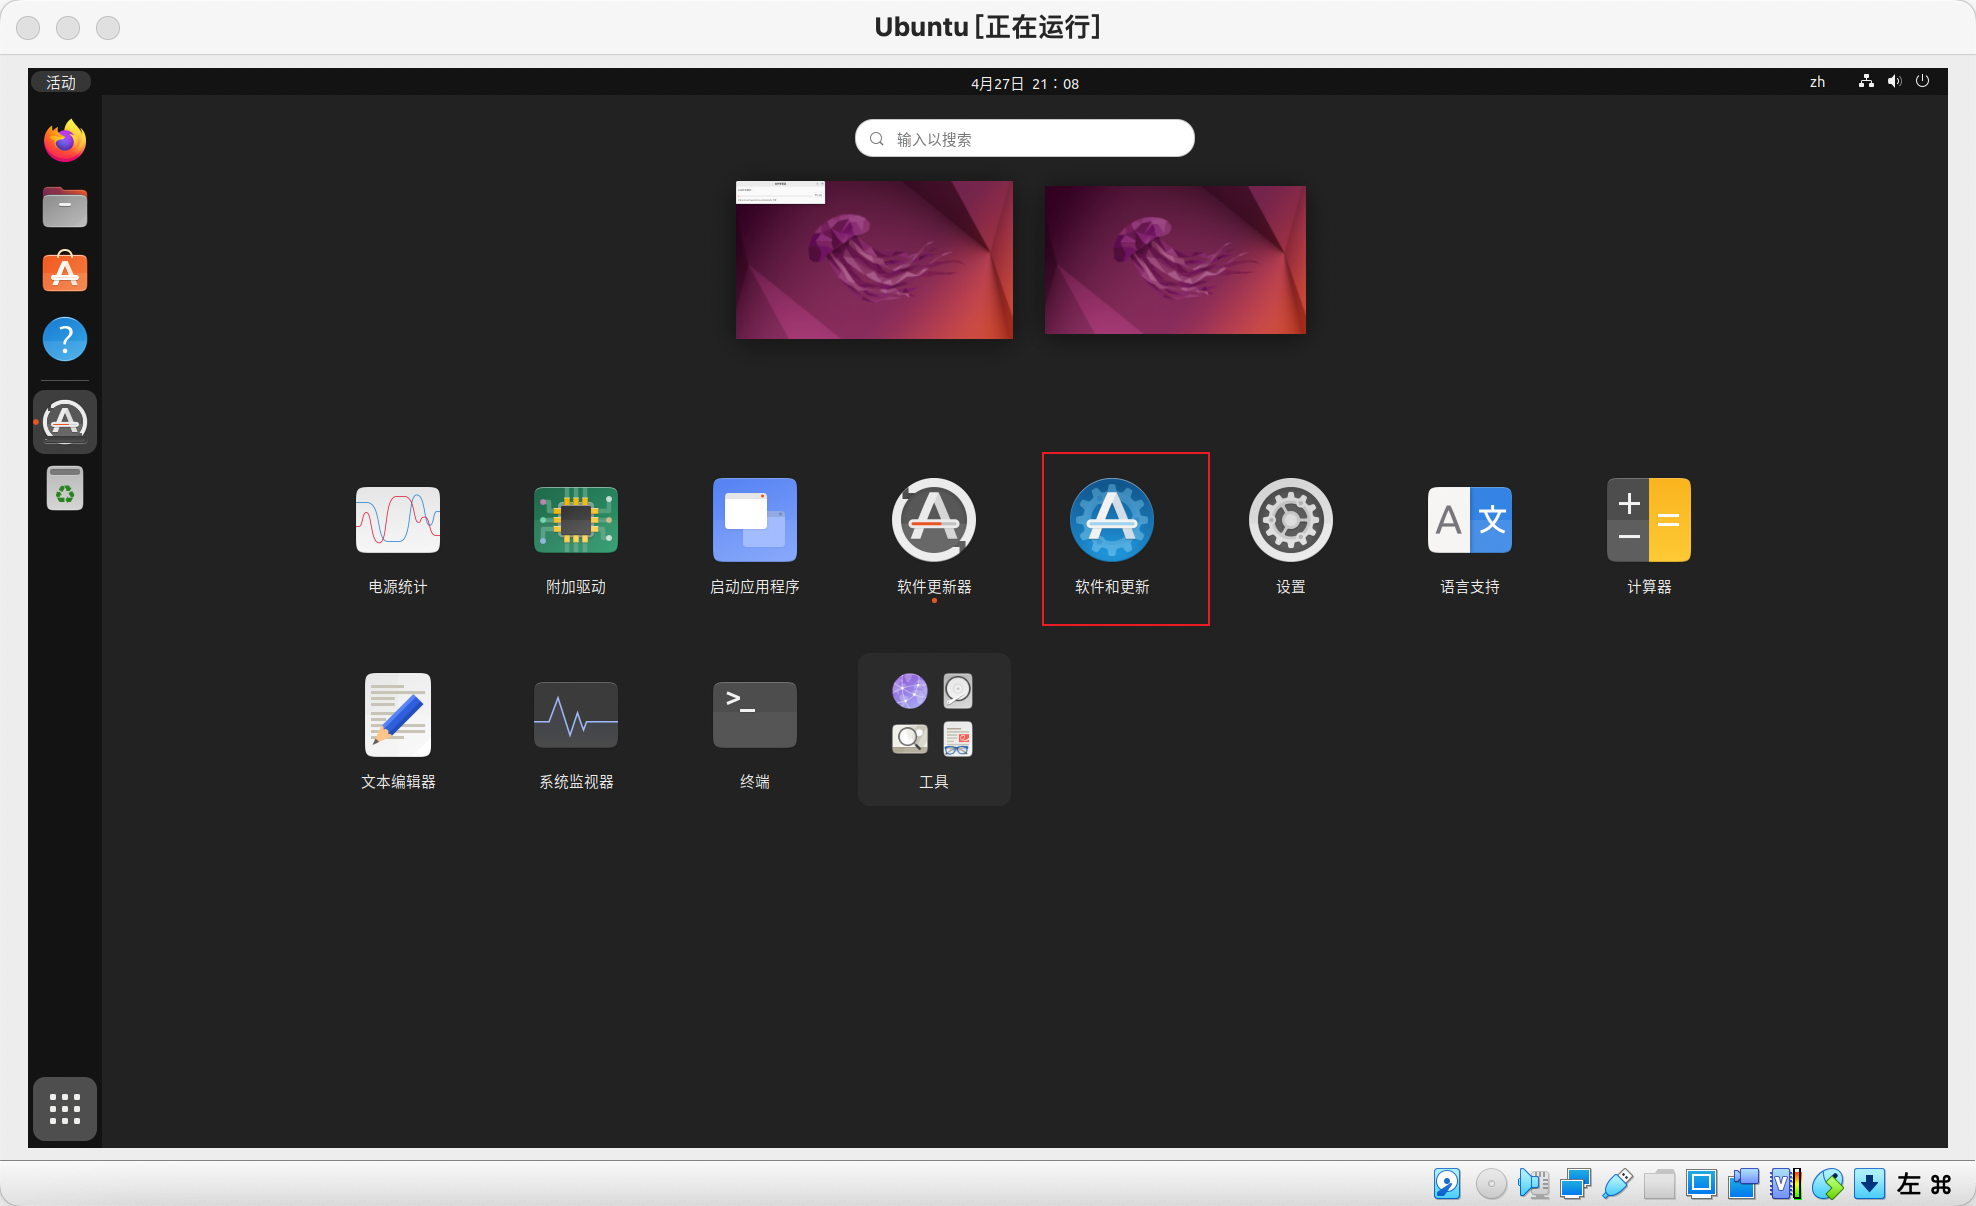 Ubuntu [正在运行]
活动
4月27日 21：08
zh
输入以搜索
电源统计
附加驱动
启动应用程序
软件更新器
软件和更新
设置
语言支持
计算器
文本编辑器
系统监视器
终端
工具
左 ⌘